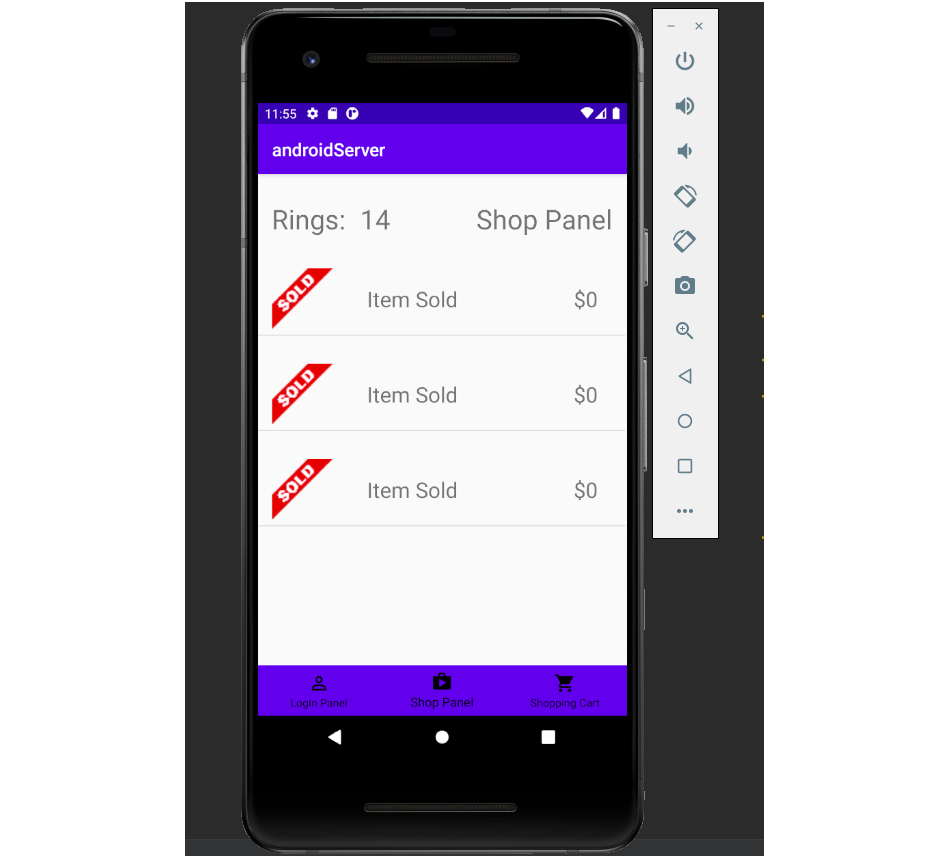 11:55
androidServer
Rings: 14 Shop Panel
SOLD Item Sold $0
SOLD Item Sold $0
SOLD Item Sold $0
Login Panel Shop Panel Shopping Cart